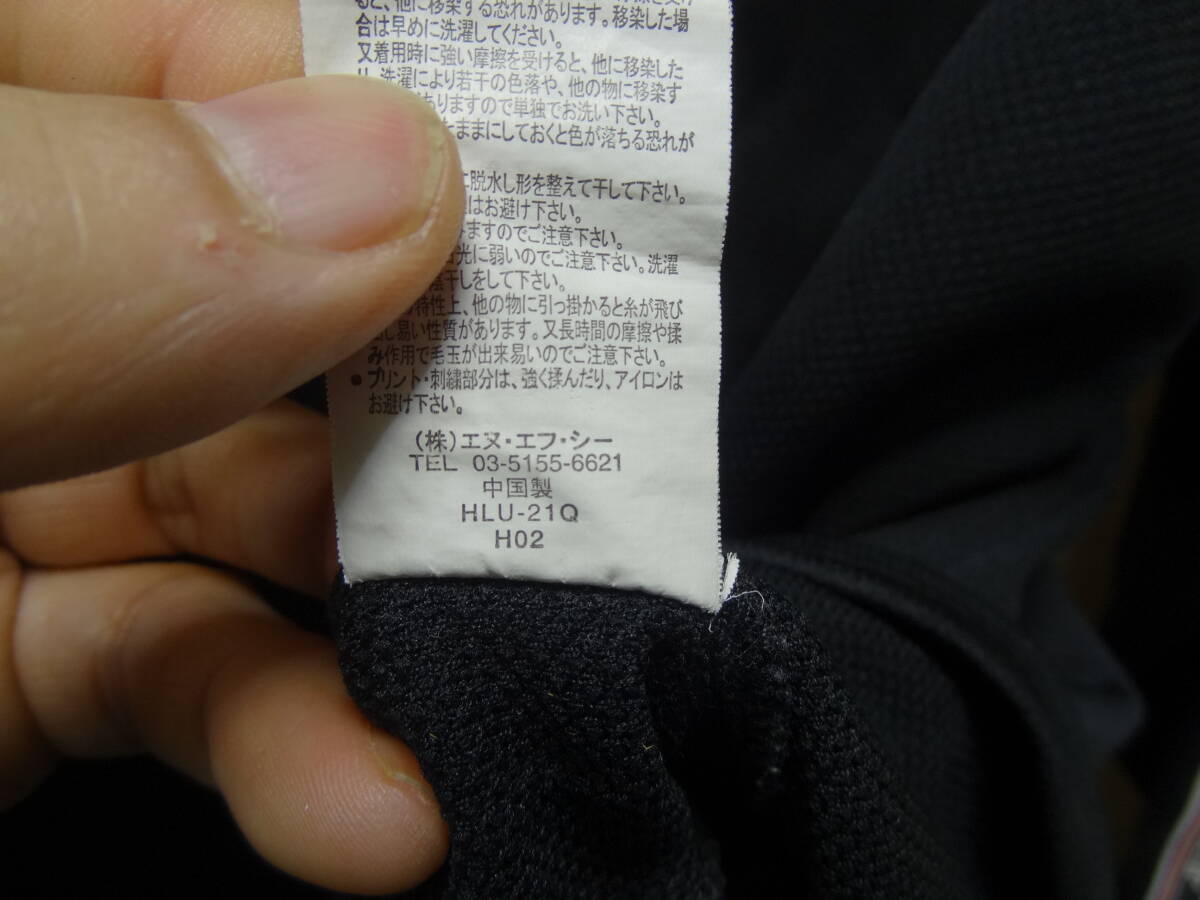 ると、他に移染する恐れがあります。移染した場
合は早めに洗濯してください。
又着用時に強い摩擦を受けると、他に移染した
り、洗濯により若干の色落や、他の物に移染す
ありますので単独でお洗い下さい。
ままにしておくと色が落ちる恐れが
に脱水し形を整えて干して下さい。
はお避け下さい。
ますのでご注意下さい。
光に弱いのでご注意下さい。洗濯
陰干しをして下さい。
特性上、他の物に引っ掛かると糸が飛び
出し易い性質があります。又長時間の摩擦や揉
み作用で毛玉が出来易いのでご注意下さい。
●プリント・刺繍部分は、強く揉んだり、アイロンは
お避け下さい。
(株)エヌ・エフ・シー
TEL 03-5155-6621
中国製
HLU-21Q
H02